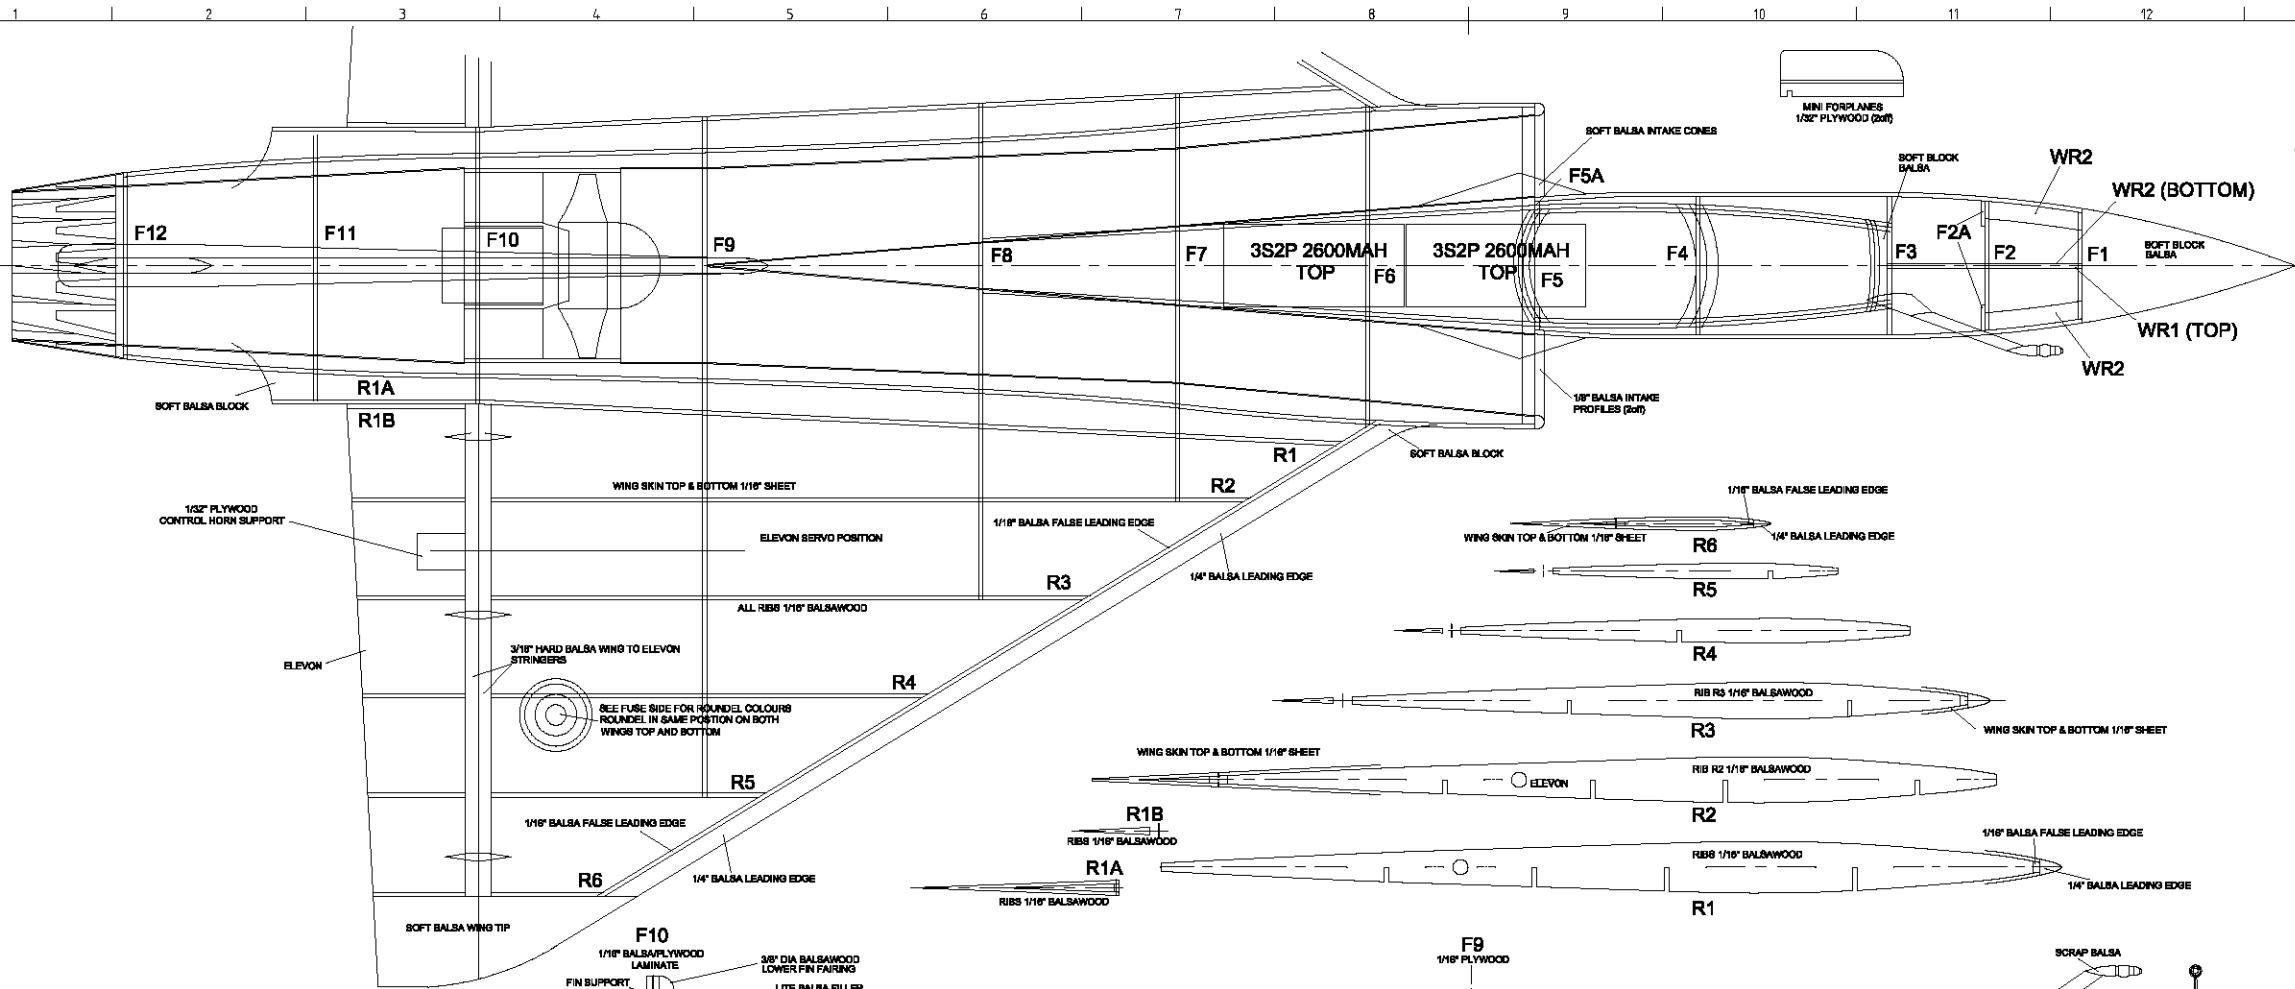 1 2 3 4 5 6 7 8 9 10 11 12
MINI FORPLANES
1/32" PLYWOOD (2off)
SOFT BALSA INTAKE CONES
F5A
SOFT BLOCK
BALSA
WR2
WR2 (BOTTOM)
F12
F11
F10
F9
F8
F7
3S2P 2600MAH
TOP
F6
3S2P 2600MAH
TOP
F5
F4
F3
F2A
F2
F1
SOFT BLOCK
BALSA
WR1 (TOP)
WR2
SOFT BALSA BLOCK
R1A
R1B
1/8" BALSA INTAKE
PROFILES (2off)
SOFT BALSA BLOCK
R1
R2
WING SKIN TOP & BOTTOM 1/16" SHEET
1/32" PLYWOOD
CONTROL HORN SUPPORT
ELEVON SERVO POSITION
1/16" BALSA FALSE LEADING EDGE
1/4" BALSA LEADING EDGE
R3
ALL RIBS 1/16" BALSAWOOD
ELEVON
3/16" HARD BALSA WING TO ELEVON
STRINGERS
R4
SEE FUSE SIDE FOR ROUNDEL COLOURS
ROUNDEL IN SAME POSTION ON BOTH
WINGS TOP AND BOTTOM
R5
1/16" BALSA FALSE LEADING EDGE
1/4" BALSA LEADING EDGE
R6
SOFT BALSA WING TIP
1/16" BALSA FALSE LEADING EDGE
WING SKIN TOP & BOTTOM 1/16" SHEET
1/4" BALSA LEADING EDGE
R6
R5
R4
RIB R3 1/16" BALSAWOOD
R3
WING SKIN TOP & BOTTOM 1/16" SHEET
WING SKIN TOP & BOTTOM 1/16" SHEET
RIB R2 1/16" BALSAWOOD
ELEVON
R2
R1B
RIBS 1/16" BALSAWOOD
1/16" BALSA FALSE LEADING EDGE
RIBS 1/16" BALSAWOOD
R1A
RIBS 1/16" BALSAWOOD
1/4" BALSA LEADING EDGE
R1
F10
1/16" BALSA/PLYWOOD
LAMINATE
FIN SUPPORT
3/8" DIA BALSAWOOD
LOWER FIN FAIRING
LITE BALSA FILLER
F9
1/16" PLYWOOD
SCRAP BALSA